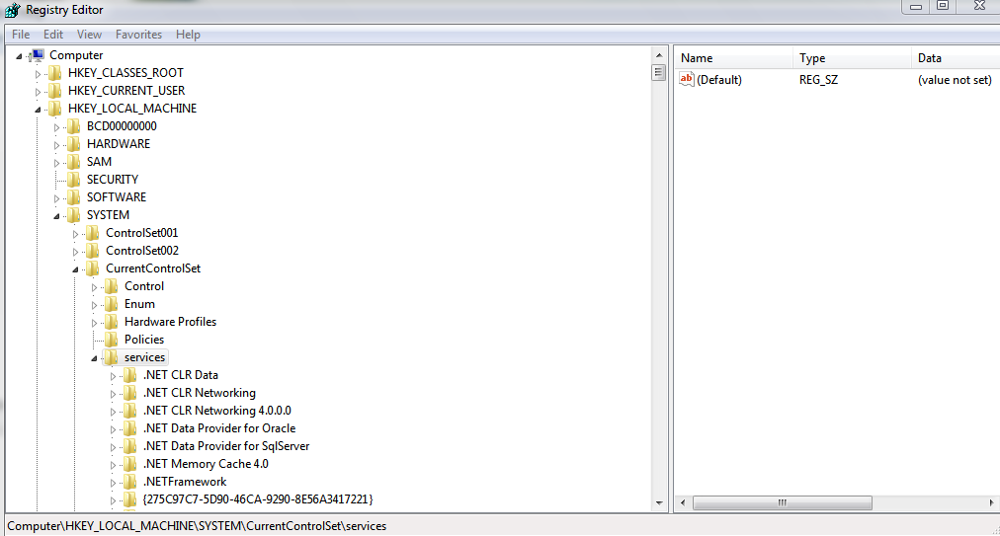 Registry Editor
File Edit View Favorites Help
Computer
HKEY_CLASSES_ROOT
HKEY_CURRENT_USER
HKEY_LOCAL_MACHINE
BCD00000000
HARDWARE
SAM
SECURITY
SOFTWARE
SYSTEM
ControlSet001
ControlSet002
CurrentControlSet
Control
Enum
Hardware Profiles
Policies
services
.NET CLR Data
.NET CLR Networking
.NET CLR Networking 4.0.0.0
.NET Data Provider for Oracle
.NET Data Provider for SqlServer
.NET Memory Cache 4.0
.NETFramework
{275C97C7-5D90-46CA-9290-8E56A3417221}
Name Type Data
ab (Default) REG_SZ (value not set)
Computer\HKEY_LOCAL_MACHINE\SYSTEM\CurrentControlSet\services